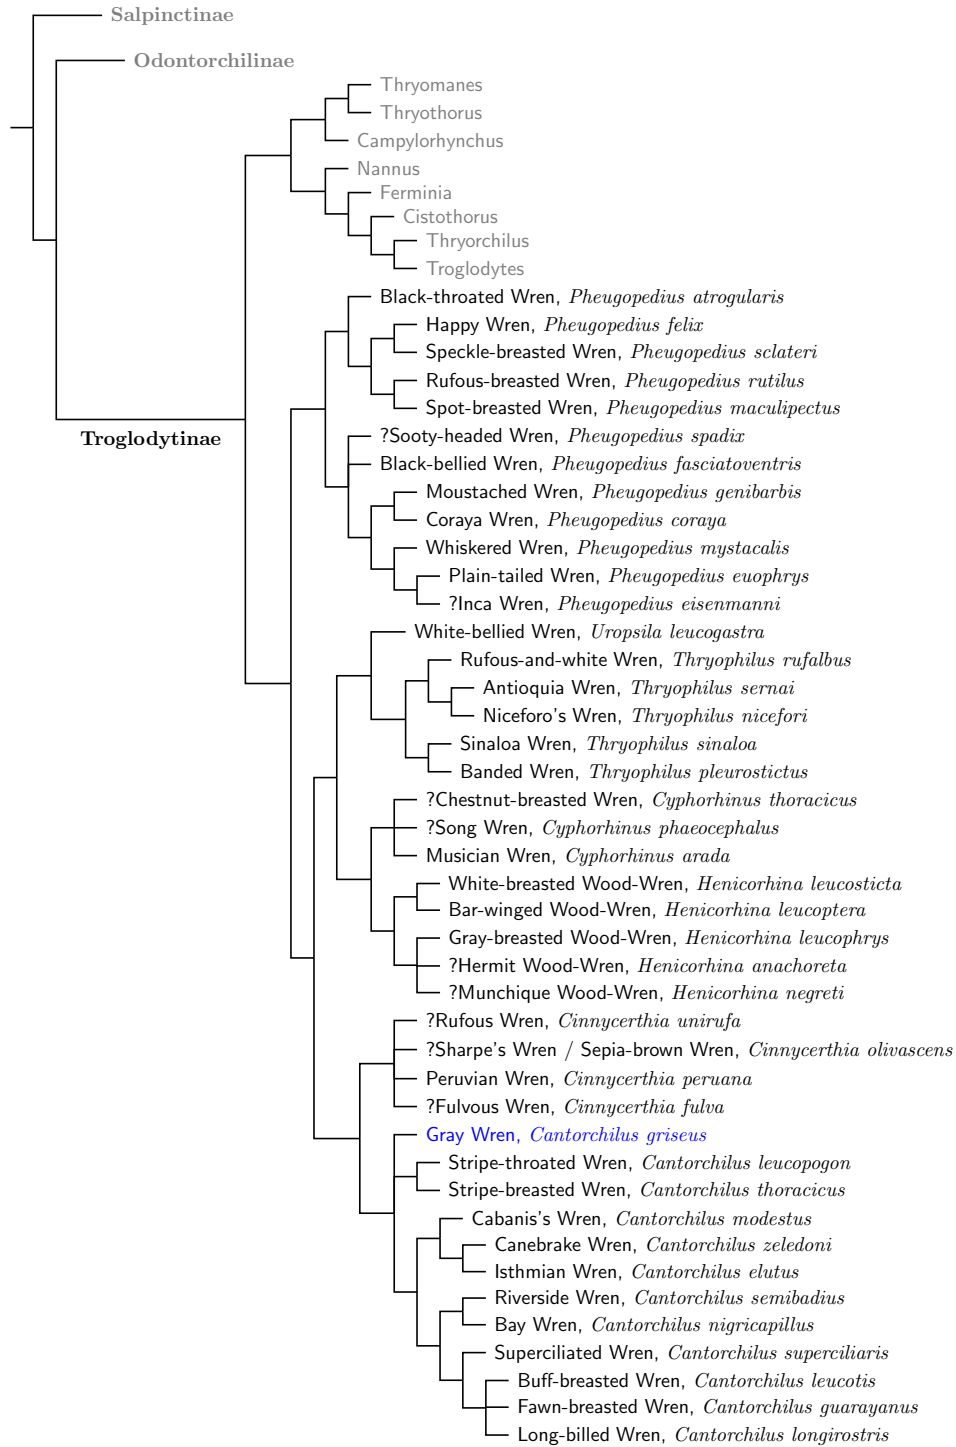 Salpinctinae
Odontorchilinae
Thryomanes
Thryothorus
Campylorhynchus
Nannus
Ferminia
Cistothorus
Thryorchilus
Troglodytes
Black-throated Wren, Pheugopedius atrogularis
Happy Wren, Pheugopedius felix
Speckle-breasted Wren, Pheugopedius sclateri
Rufous-breasted Wren, Pheugopedius rutilus
Spot-breasted Wren, Pheugopedius maculipectus
Troglodytinae
?Sooty-headed Wren, Pheugopedius spadix
Black-bellied Wren, Pheugopedius fasciatoventris
Moustached Wren, Pheugopedius genibarbis
Coraya Wren, Pheugopedius coraya
Whiskered Wren, Pheugopedius mystacalis
Plain-tailed Wren, Pheugopedius euophrys
?Inca Wren, Pheugopedius eisenmanni
White-bellied Wren, Uropsila leucogastra
Rufous-and-white Wren, Thryophilus rufalbus
Antioquia Wren, Thryophilus sernai
Niceforo's Wren, Thryophilus nicefori
Sinaloa Wren, Thryophilus sinaloa
Banded Wren, Thryophilus pleurostictus
?Chestnut-breasted Wren, Cyphorhinus thoracicus
?Song Wren, Cyphorhinus phaeocephalus
Musician Wren, Cyphorhinus arada
White-breasted Wood-Wren, Henicorhina leucosticta
Bar-winged Wood-Wren, Henicorhina leucoptera
Gray-breasted Wood-Wren, Henicorhina leucophrys
?Hermit Wood-Wren, Henicorhina anachoreta
?Munchique Wood-Wren, Henicorhina negreti
?Rufous Wren, Cinnycerthia unirufa
?Sharpe's Wren / Sepia-brown Wren, Cinnycerthia olivascens
Peruvian Wren, Cinnycerthia peruana
?Fulvous Wren, Cinnycerthia fulva
Gray Wren, Cantorchilus griseus
Stripe-throated Wren, Cantorchilus leucopogon
Stripe-breasted Wren, Cantorchilus thoracicus
Cabanis's Wren, Cantorchilus modestus
Canebrake Wren, Cantorchilus zeledoni
Isthmian Wren, Cantorchilus elutus
Riverside Wren, Cantorchilus semibadius
Bay Wren, Cantorchilus nigricapillus
Superciliated Wren, Cantorchilus superciliaris
Buff-breasted Wren, Cantorchilus leucotis
Fawn-breasted Wren, Cantorchilus guarayanus
Long-billed Wren, Cantorchilus longirostris